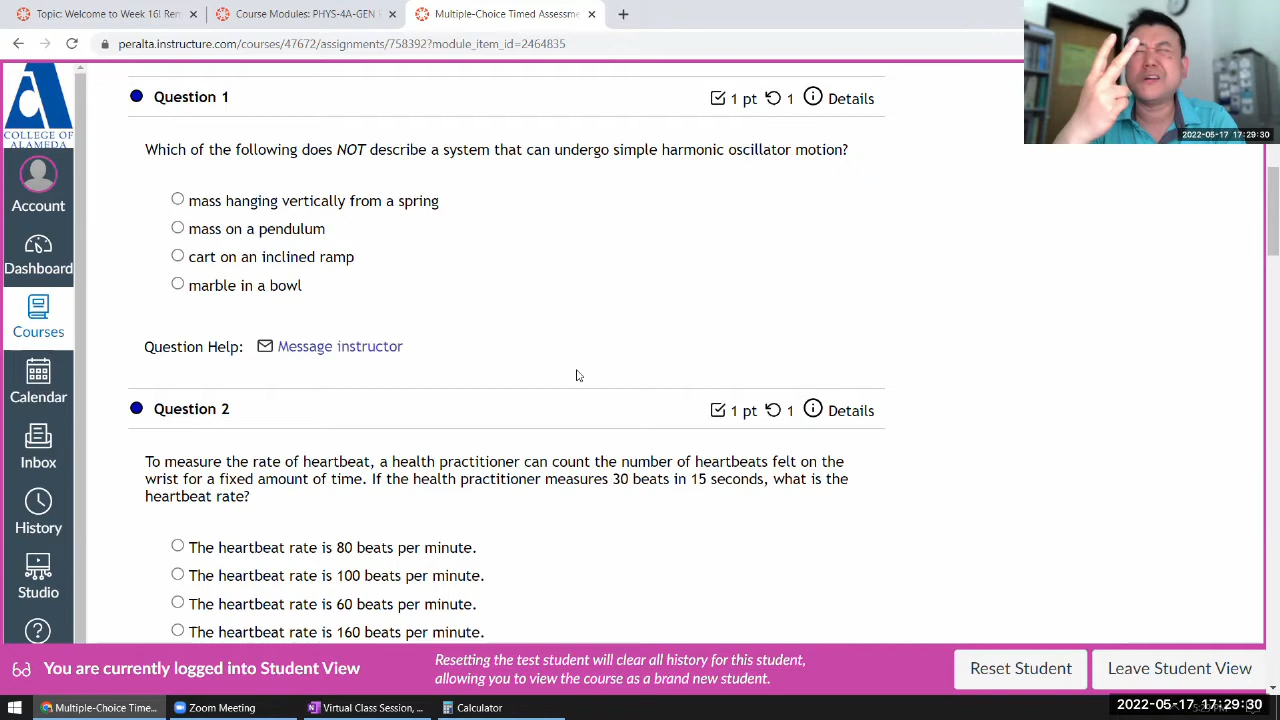 Topic: Welcome to Week 16! Ren
Course Modules: PHYS-4A-GEN
Multiple-Choice Timed Assessme
peralta.instructure.com/courses/47672/assignments/758392?module_item_id=2464835
COLLEGE OF
ALAMEDA
Account
Dashboard
Courses
Calendar
Inbox
History
Studio
Question 1
1 pt
1
Details
Which of the following does NOT describe a system that can undergo simple harmonic oscillator motion?
mass hanging vertically from a spring
mass on a pendulum
cart on an inclined ramp
marble in a bowl
Question Help:
Message instructor
Question 2
1 pt
1
Details
To measure the rate of heartbeat, a health practitioner can count the number of heartbeats felt on the
wrist for a fixed amount of time. If the health practitioner measures 30 beats in 15 seconds, what is the
heartbeat rate?
The heartbeat rate is 80 beats per minute.
The heartbeat rate is 100 beats per minute.
The heartbeat rate is 60 beats per minute.
The heartbeat rate is 160 beats per minute.
2022-05-17 17:29:30
You are currently logged into Student View
Resetting the test student will clear all history for this student,
allowing you to view the course as a brand new student.
Reset Student
Leave Student View
Multiple-Choice Time...
Zoom Meeting
Virtual Class Session, ...
Calculator
2022-05-17 17:29:30